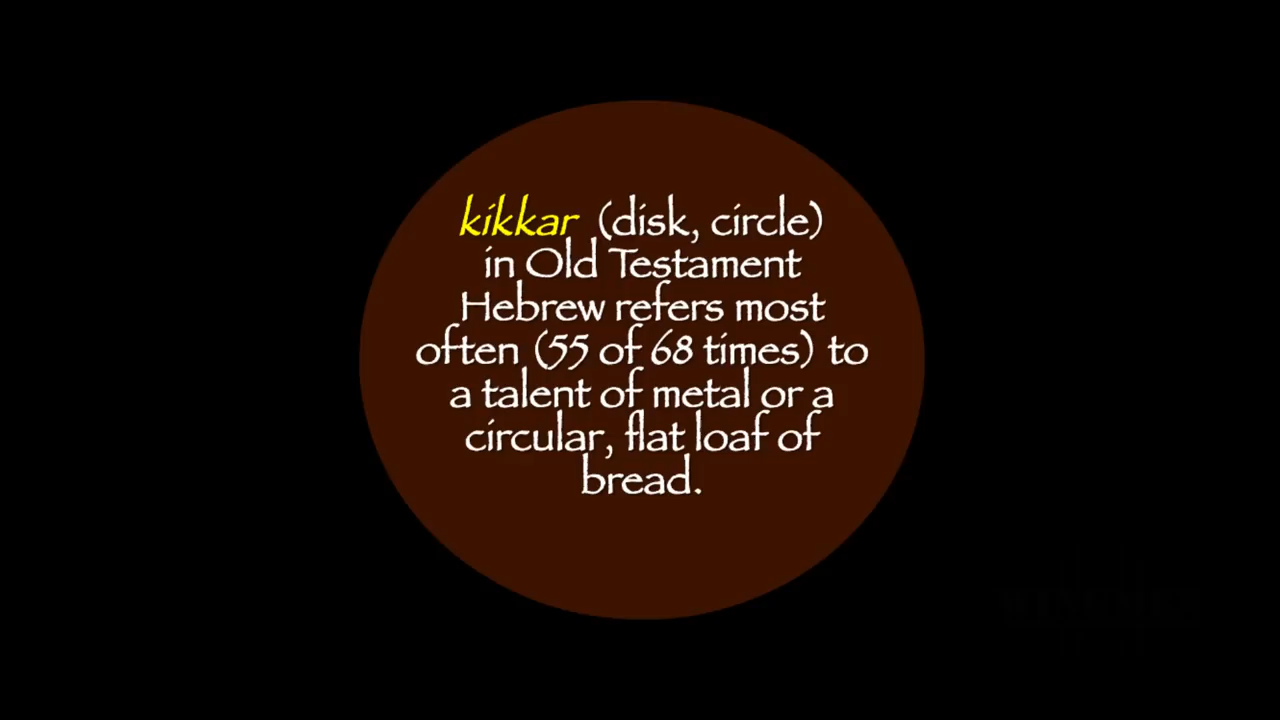 kikkar (disk, circle)
in Old Testament
Hebrew refers most
often (55 of 68 times) to
a talent of metal or a
circular, flat loaf of
bread.